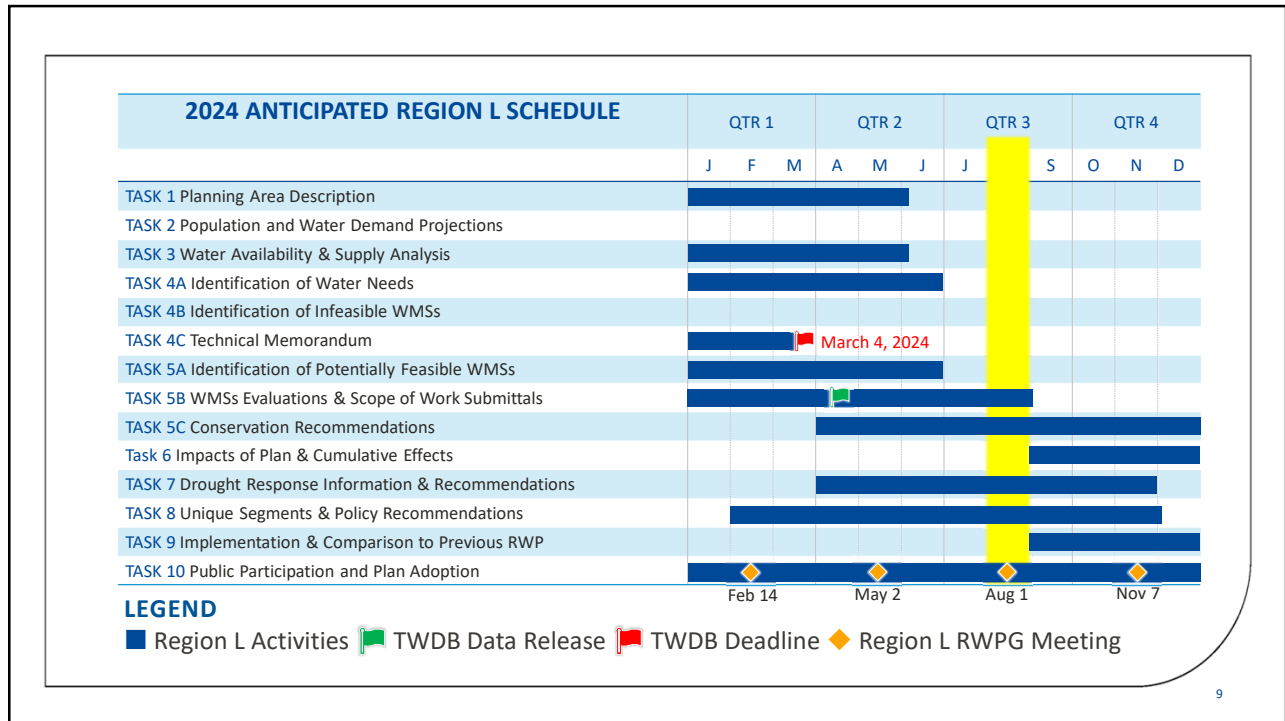 2024 ANTICIPATED REGION L SCHEDULE
QTR 1 QTR 2 QTR 3 QTR 4
J F M A M J J S O N D
TASK 1 Planning Area Description
TASK 2 Population and Water Demand Projections
TASK 3 Water Availability & Supply Analysis
TASK 4A Identification of Water Needs
TASK 4B Identification of Infeasible WMSs
TASK 4C Technical Memorandum March 4, 2024
TASK 5A Identification of Potentially Feasible WMSs
TASK 5B WMSs Evaluations & Scope of Work Submittals
TASK 5C Conservation Recommendations
Task 6 Impacts of Plan & Cumulative Effects
TASK 7 Drought Response Information & Recommendations
TASK 8 Unique Segments & Policy Recommendations
TASK 9 Implementation & Comparison to Previous RWP
TASK 10 Public Participation and Plan Adoption
Feb 14 May 2 Aug 1 Nov 7
LEGEND
Region L Activities TWDB Data Release TWDB Deadline Region L RWPG Meeting
9